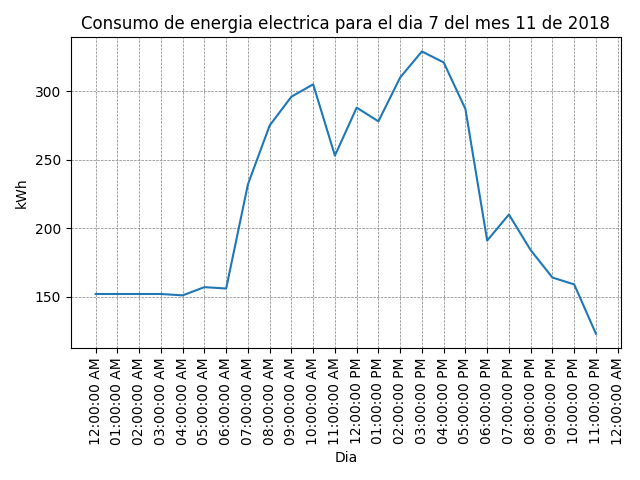 Consumo de energia electrica para el dia 7 del mes 11 de 2018
kWh
300
250
200
150
12:00:00 AM
01:00:00 AM
02:00:00 AM
03:00:00 AM
04:00:00 AM
05:00:00 AM
06:00:00 AM
07:00:00 AM
08:00:00 AM
09:00:00 AM
10:00:00 AM
11:00:00 AM
12:00:00 PM
01:00:00 PM
02:00:00 PM
03:00:00 PM
04:00:00 PM
05:00:00 PM
06:00:00 PM
07:00:00 PM
08:00:00 PM
09:00:00 PM
10:00:00 PM
11:00:00 PM
12:00:00 AM
Dia